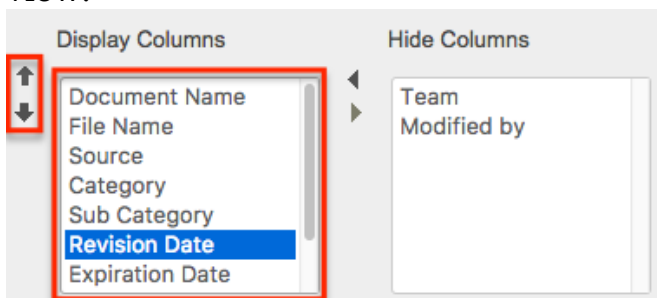 Display Columns
Hide Columns
Document Name
File Name
Source
Category
Sub Category
Revision Date
Expiration Date
Team
Modified by